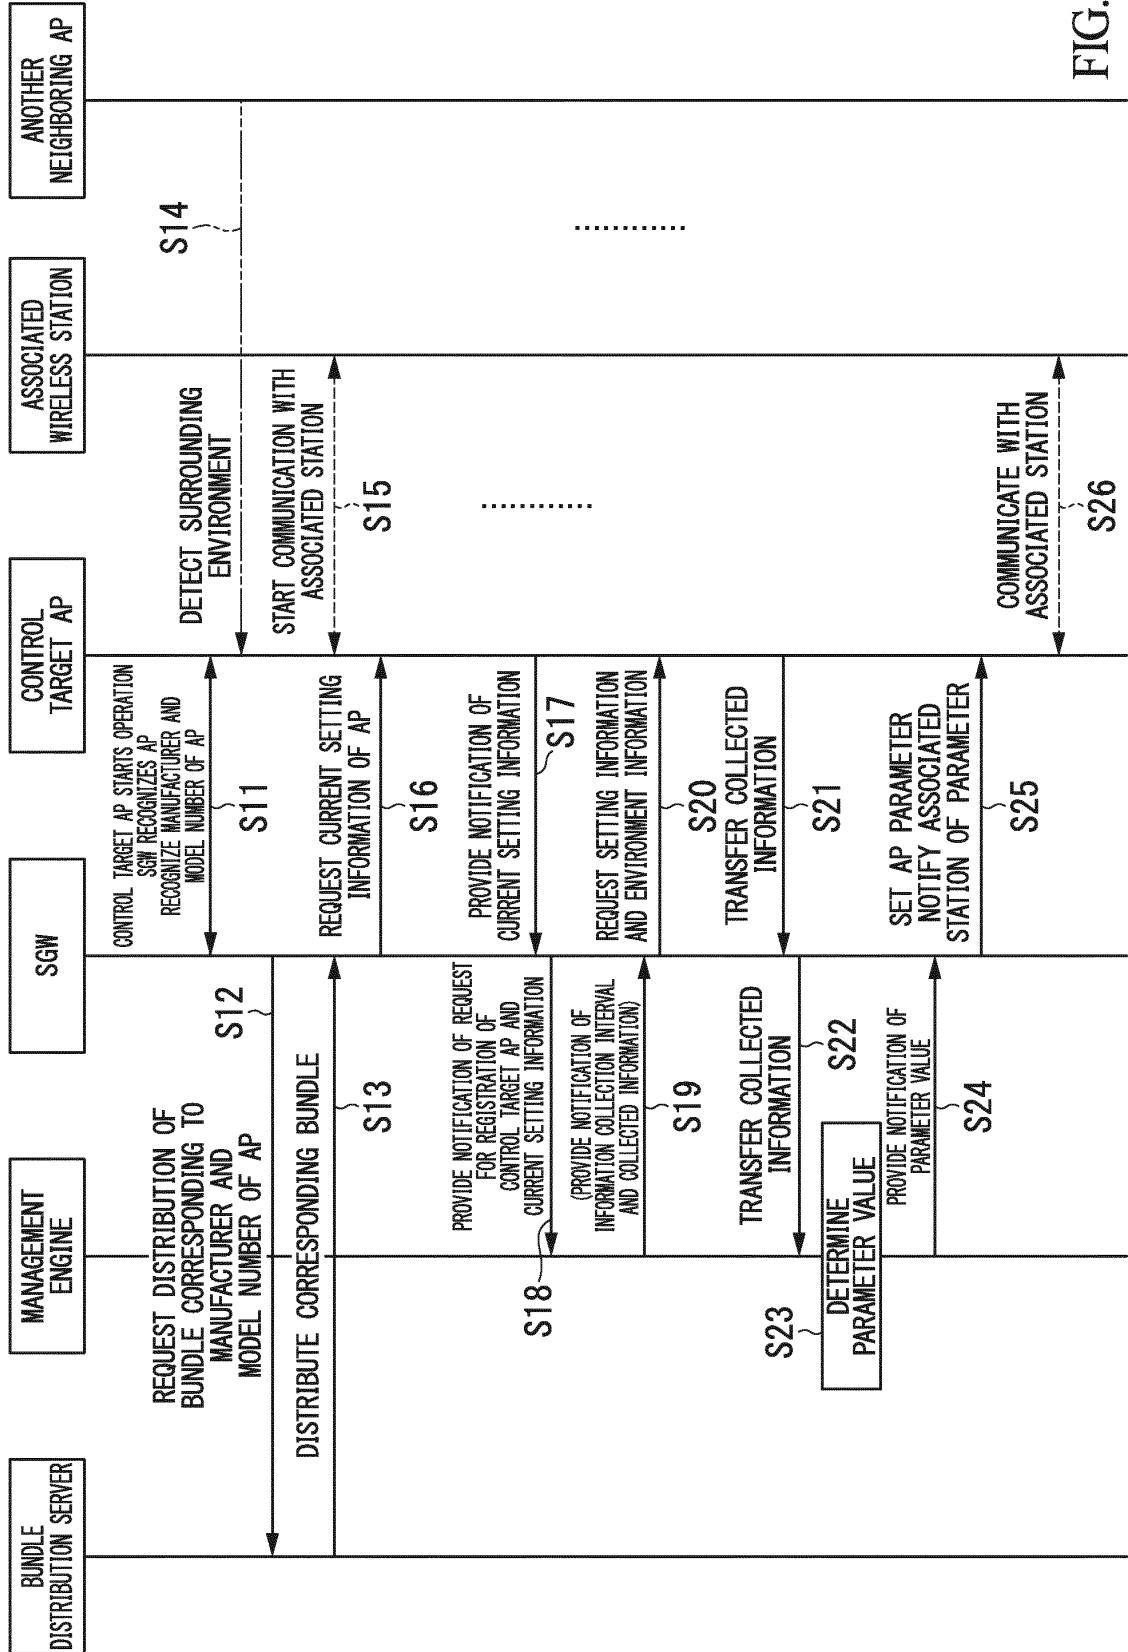 BUNDLE
DISTRIBUTION SERVER
MANAGEMENT
ENGINE
SGW
CONTROL
TARGET AP
ASSOCIATED
WIRELESS STATION
ANOTHER
NEIGHBORING AP
CONTROL TARGET AP STARTS OPERATION
SGW RECOGNIZES AP
RECOGNIZE MANUFACTURER AND
MODEL NUMBER OF AP
S11
REQUEST DISTRIBUTION OF
BUNDLE CORRESPONDING TO
MANUFACTURER AND
MODEL NUMBER OF AP
S12
DISTRIBUTE CORRESPONDING BUNDLE
S13
DETECT SURROUNDING
ENVIRONMENT
S14
START COMMUNICATION WITH
ASSOCIATED STATION
S15
REQUEST CURRENT SETTING
INFORMATION OF AP
S16
PROVIDE NOTIFICATION OF
CURRENT SETTING INFORMATION
S17
PROVIDE NOTIFICATION OF REQUEST
FOR REGISTRATION OF
CONTROL TARGET AP AND
CURRENT SETTING INFORMATION
S18
(PROVIDE NOTIFICATION OF
INFORMATION COLLECTION INTERVAL
AND COLLECTED INFORMATION)
S19
REQUEST SETTING INFORMATION
AND ENVIRONMENT INFORMATION
S20
TRANSFER COLLECTED
INFORMATION
S21
TRANSFER COLLECTED
INFORMATION
S22
S23
DETERMINE
PARAMETER VALUE
PROVIDE NOTIFICATION OF
PARAMETER VALUE
S24
SET AP PARAMETER
NOTIFY ASSOCIATED
STATION OF PARAMETER
S25
COMMUNICATE WITH
ASSOCIATED STATION
S26
FIG.